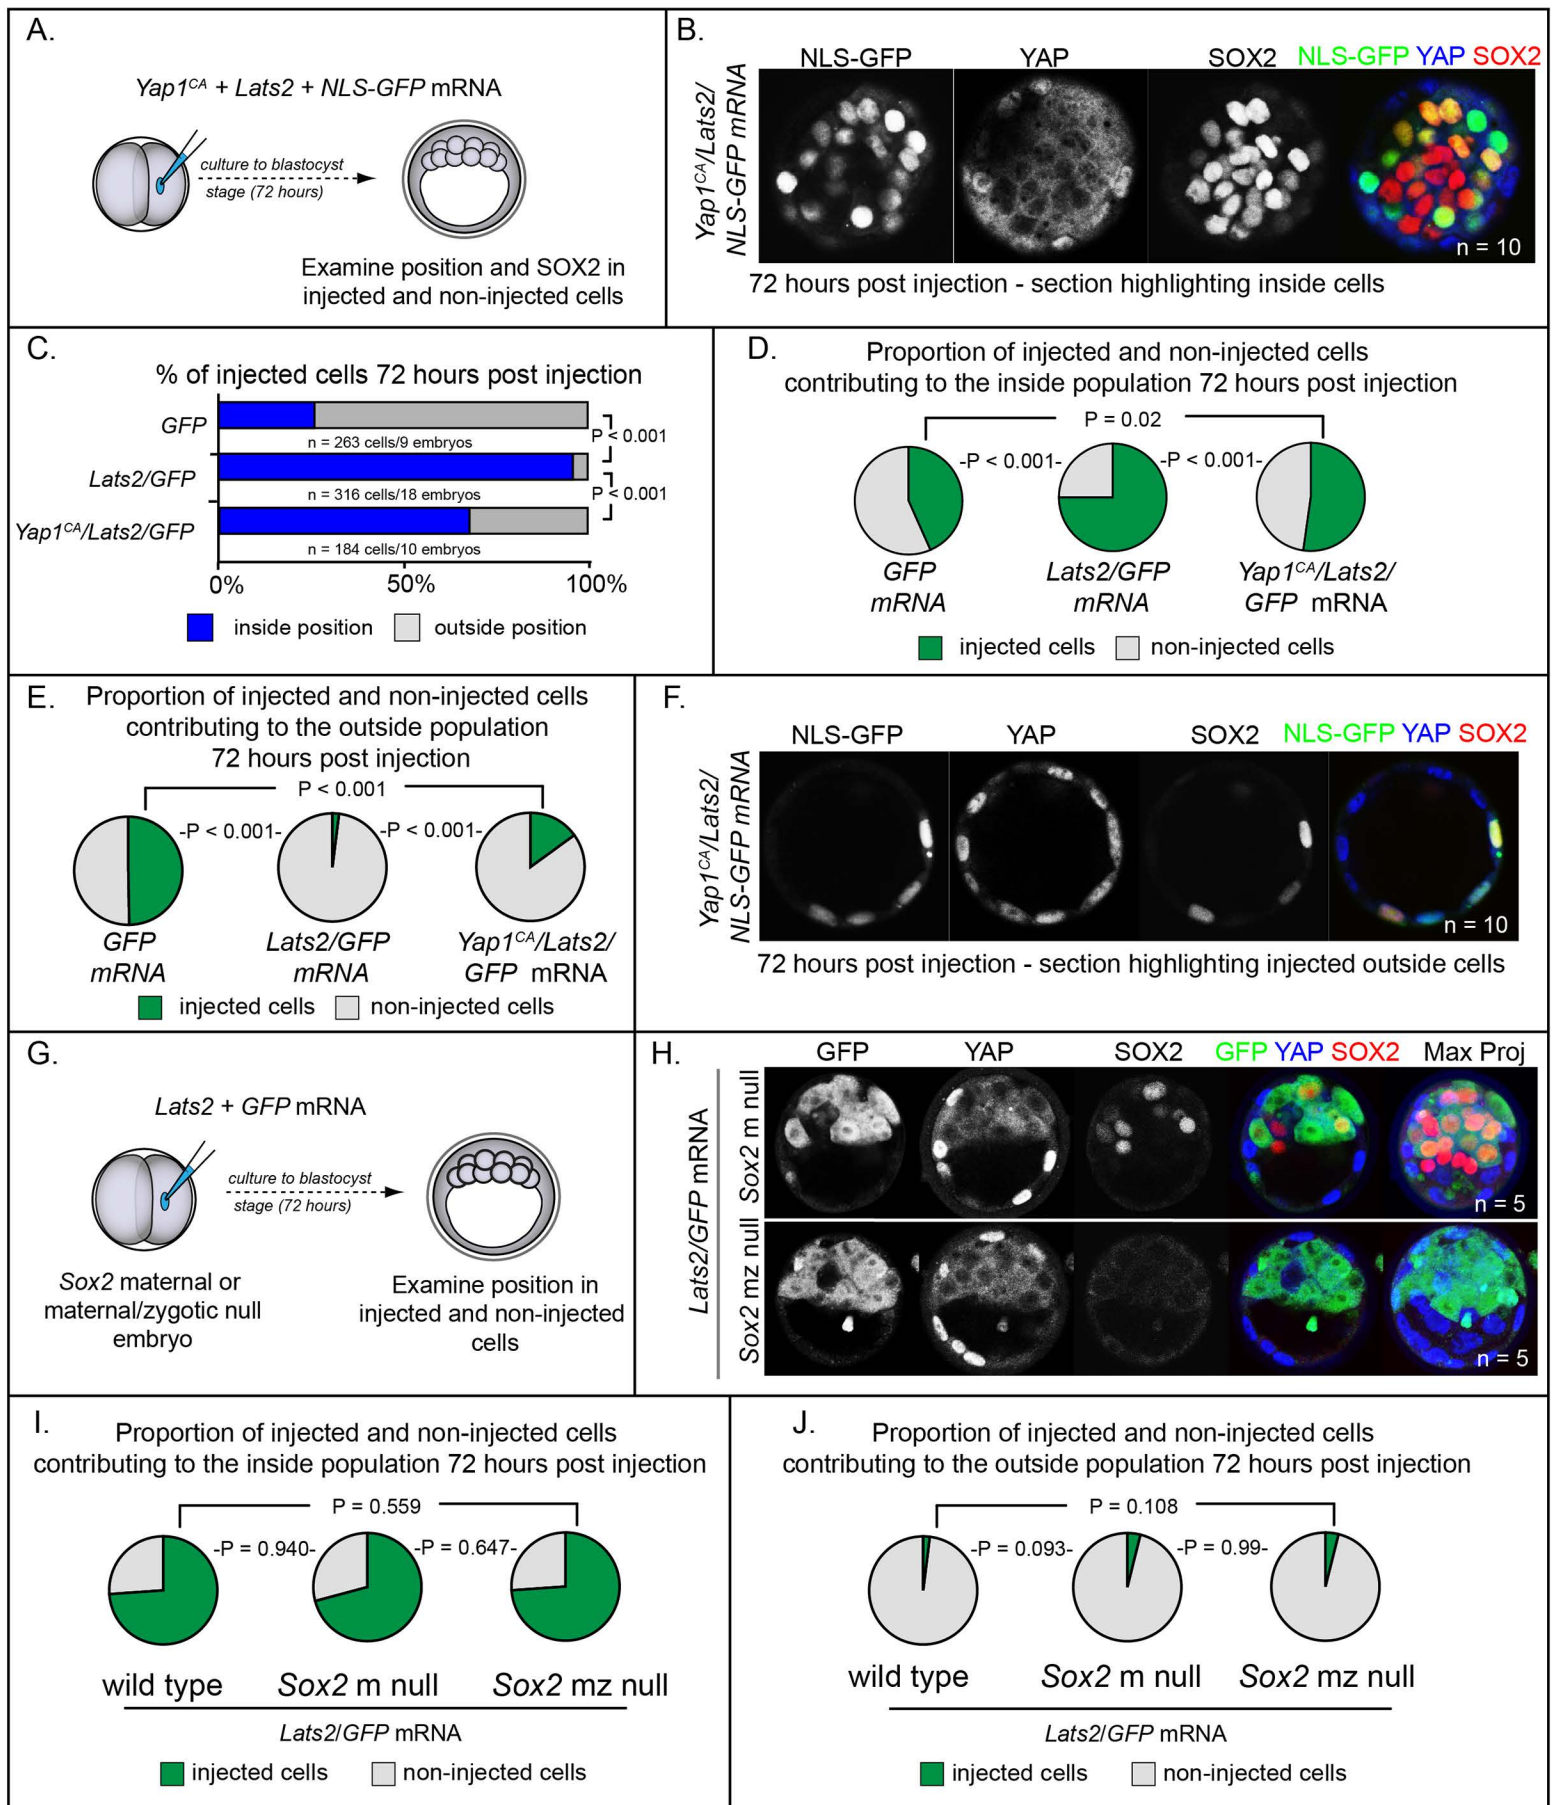 A.
Yap1^CA + Lats2 + NLS-GFP mRNA
culture to blastocyst
stage (72 hours)
Examine position and SOX2 in
injected and non-injected cells
B.
NLS-GFP YAP SOX2 NLS-GFP YAP SOX2
Yap1^CA/Lats2/
NLS-GFP mRNA
n = 10
72 hours post injection - section highlighting inside cells
C.
% of injected cells 72 hours post injection
GFP
n = 263 cells/9 embryos
P < 0.001
Lats2/GFP
n = 316 cells/18 embryos
P < 0.001
Yap1^CA/Lats2/GFP
n = 184 cells/10 embryos
0% 50% 100%
inside position outside position
D.
Proportion of injected and non-injected cells
contributing to the inside population 72 hours post injection
P = 0.02
-P < 0.001- -P < 0.001-
GFP
mRNA
Lats2/GFP
mRNA
Yap1^CA/Lats2/
GFP mRNA
injected cells non-injected cells
E.
Proportion of injected and non-injected cells
contributing to the outside population
72 hours post injection
P < 0.001
-P < 0.001- -P < 0.001-
GFP
mRNA
Lats2/GFP
mRNA
Yap1^CA/Lats2/
GFP mRNA
injected cells non-injected cells
F.
NLS-GFP YAP SOX2 NLS-GFP YAP SOX2
Yap1^CA/Lats2/
NLS-GFP mRNA
n = 10
72 hours post injection - section highlighting injected outside cells
G.
Lats2 + GFP mRNA
culture to blastocyst
stage (72 hours)
Sox2 maternal or
maternal/zygotic null
embryo
Examine position in
injected and non-injected
cells
H.
GFP YAP SOX2 GFP YAP SOX2 Max Proj
Lats2/GFP mRNA
Sox2 m null
n = 5
Sox2 mz null
n = 5
I.
Proportion of injected and non-injected cells
contributing to the inside population 72 hours post injection
P = 0.559
-P = 0.940- -P = 0.647-
wild type Sox2 m null Sox2 mz null
Lats2/GFP mRNA
injected cells non-injected cells
J.
Proportion of injected and non-injected cells
contributing to the outside population 72 hours post injection
P = 0.108
-P = 0.093- -P = 0.99-
wild type Sox2 m null Sox2 mz null
Lats2/GFP mRNA
injected cells non-injected cells